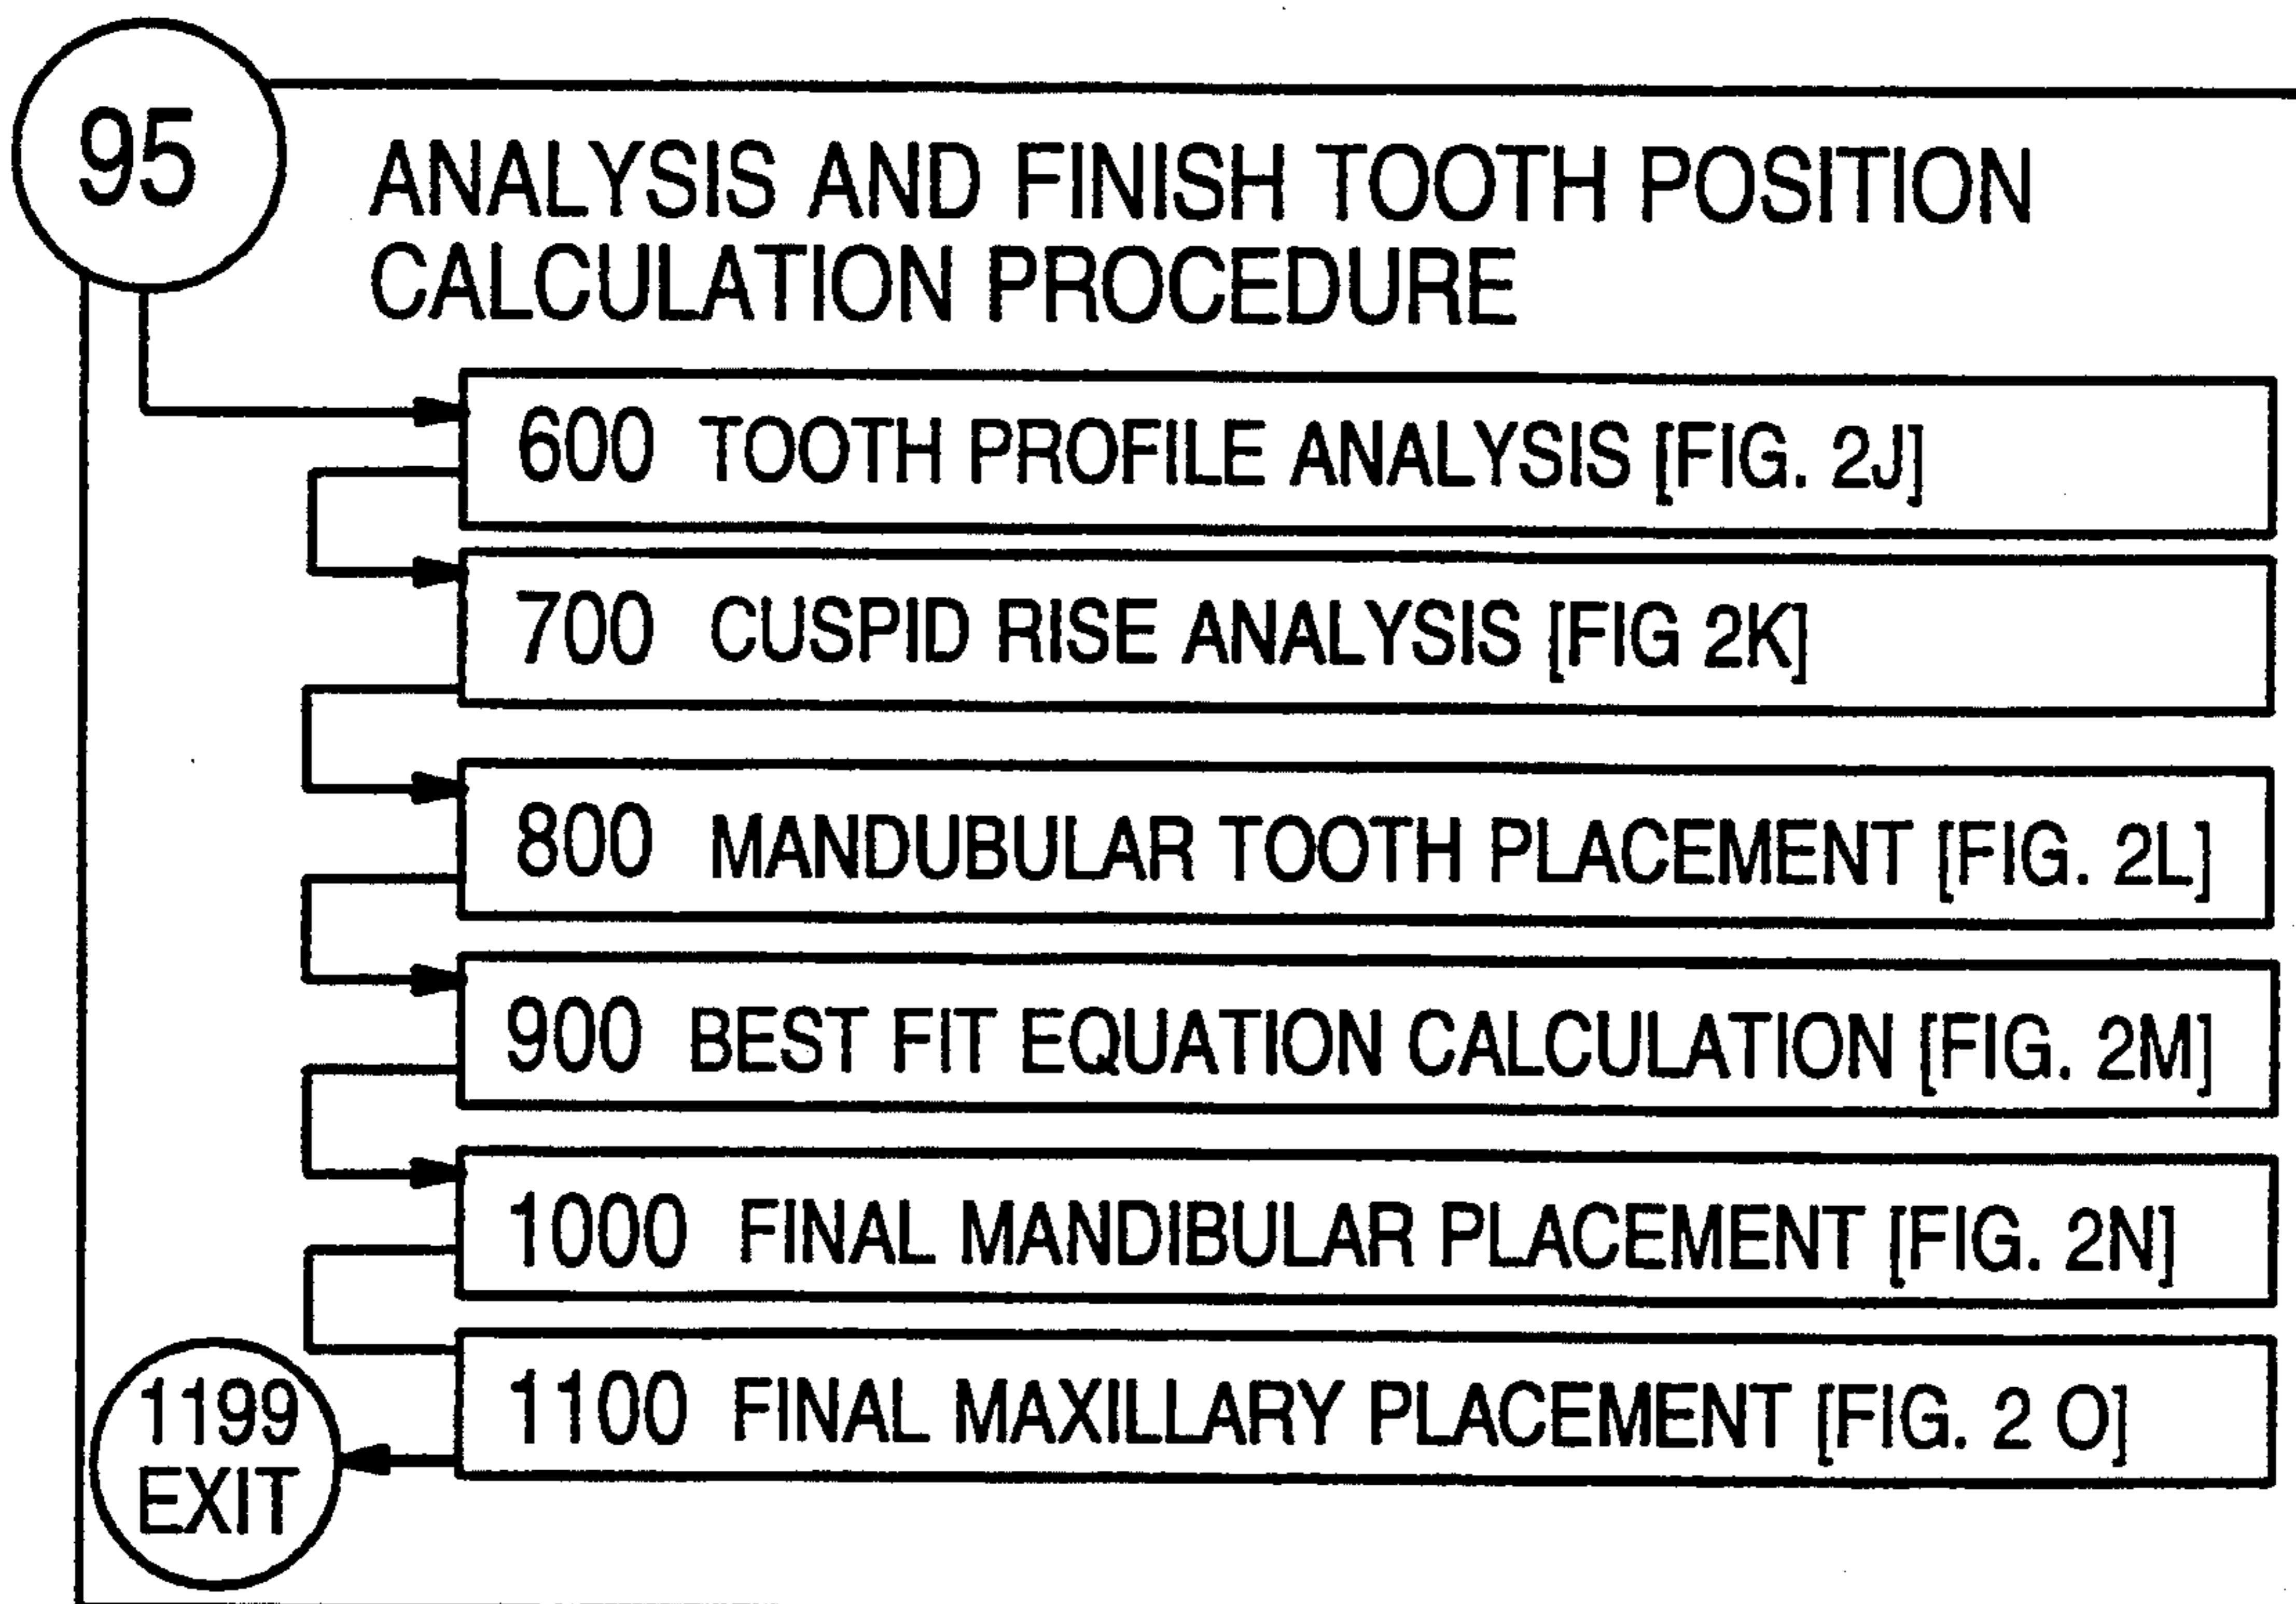 95
ANALYSIS AND FINISH TOOTH POSITION
CALCULATION PROCEDURE
600 TOOTH PROFILE ANALYSIS [FIG. 2J]
700 CUSPID RISE ANALYSIS [FIG 2K]
800 MANDUBULAR TOOTH PLACEMENT [FIG. 2L]
900 BEST FIT EQUATION CALCULATION [FIG. 2M]
1000 FINAL MANDIBULAR PLACEMENT [FIG. 2N]
1100 FINAL MAXILLARY PLACEMENT [FIG. 2 O]
1199
EXIT